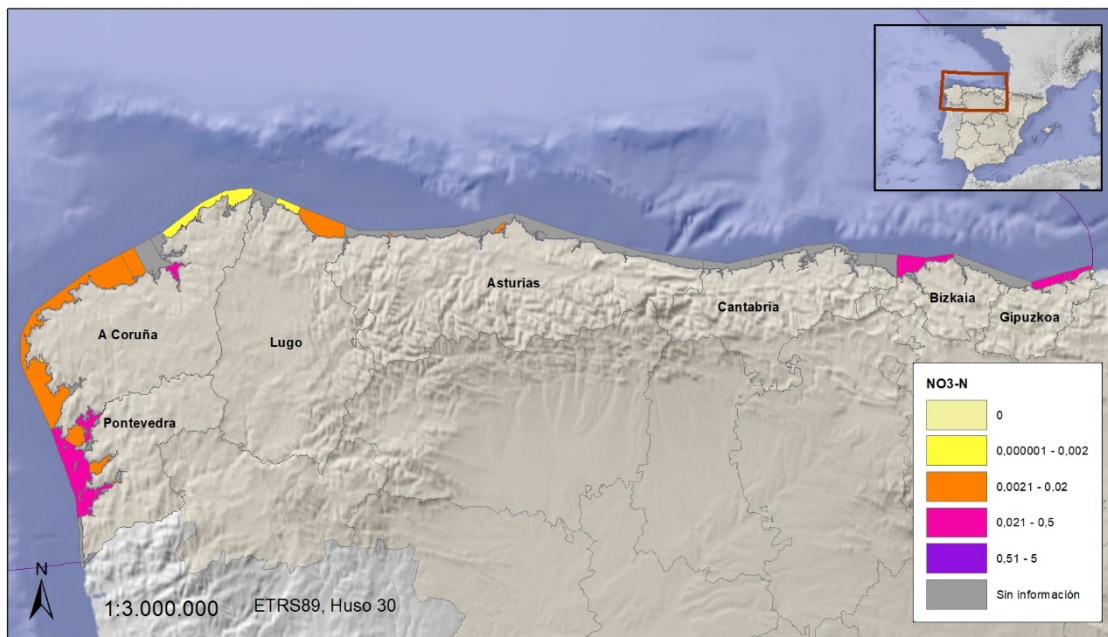 Asturias
Bizkaia
Cantabria
Gipuzkoa
A Coruña
Lugo
Pontevedra
NO3-N
0
0,000001 - 0,002
0,0021 - 0,02
0,021 - 0,5
0,51 - 5
Sin información
N
1:3.000.000
ETRS89, Huso 30